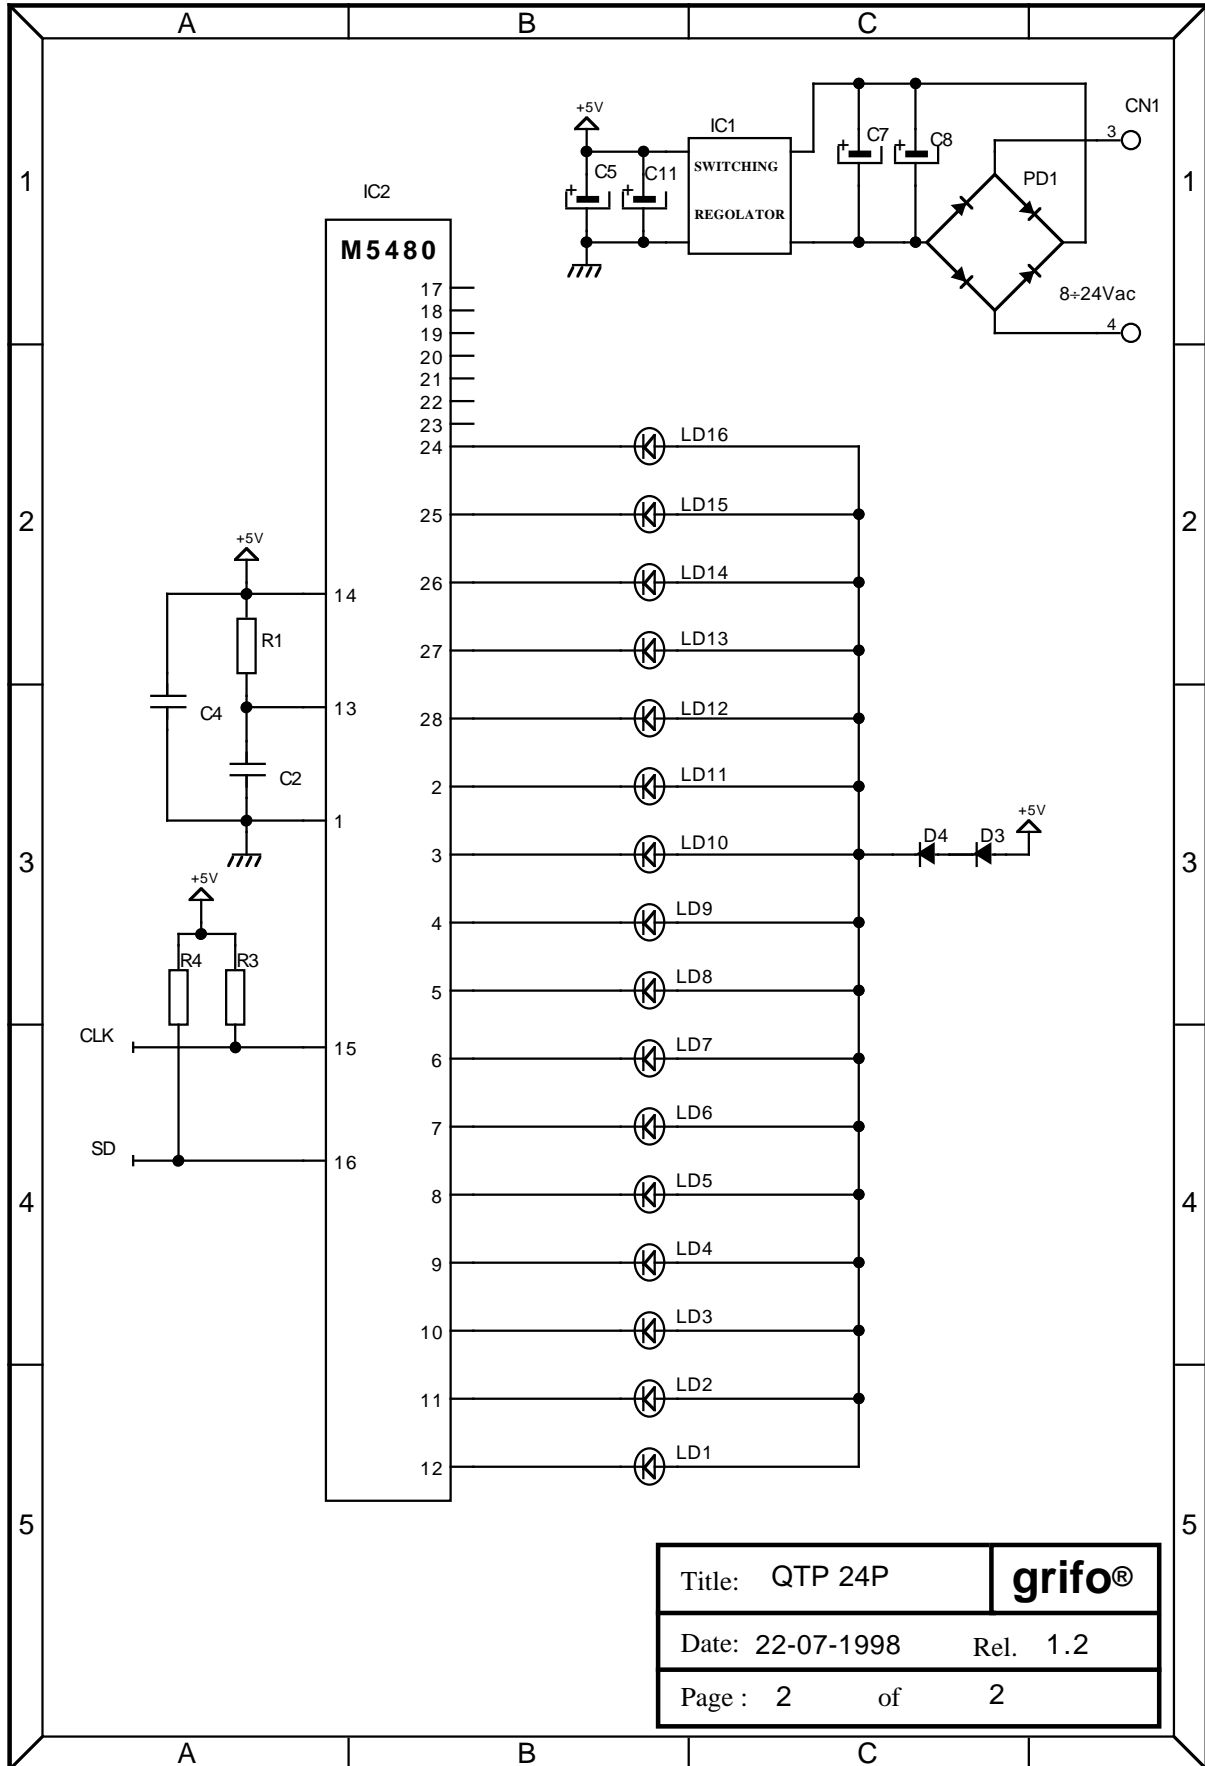 A B C
CN1
+5V
IC1
3
C7 C8
SWITCHING
C5 C11
PD1
1 1
IC2
REGOLATOR
M5480
17
8÷24Vac
18
4
19
20
21
22
23
24 LD16
25 LD15
2 2
+5V
26 LD14
14
R1
27 LD13
C4 13
28 LD12
C2
2 LD11
1
+5V
D4 D3
3 LD10
3 3
+5V
4 LD9
R4 R3
5 LD8
CLK
15
6 LD7
7 LD6
SD
16
8 LD5
4 4
9 LD4
10 LD3
11 LD2
12 LD1
5 5
Title: QTP 24P grifo®
Date: 22-07-1998 Rel. 1.2
Page : 2 of 2
A B C